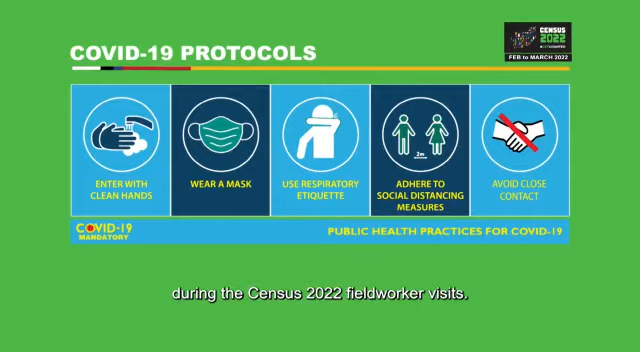 CENSUS
2022
#GETCOUNTED
FEB to MARCH 2022
COVID-19 PROTOCOLS
2m
ENTER WITH
CLEAN HANDS
WEAR A MASK
USE RESPIRATORY
ETIQUETTE
ADHERE TO
SOCIAL DISTANCING
MEASURES
AVOID CLOSE
CONTACT
COVID-19
MANDATORY
PUBLIC HEALTH PRACTICES FOR COVID-19
during the Census 2022 fieldworker visits.